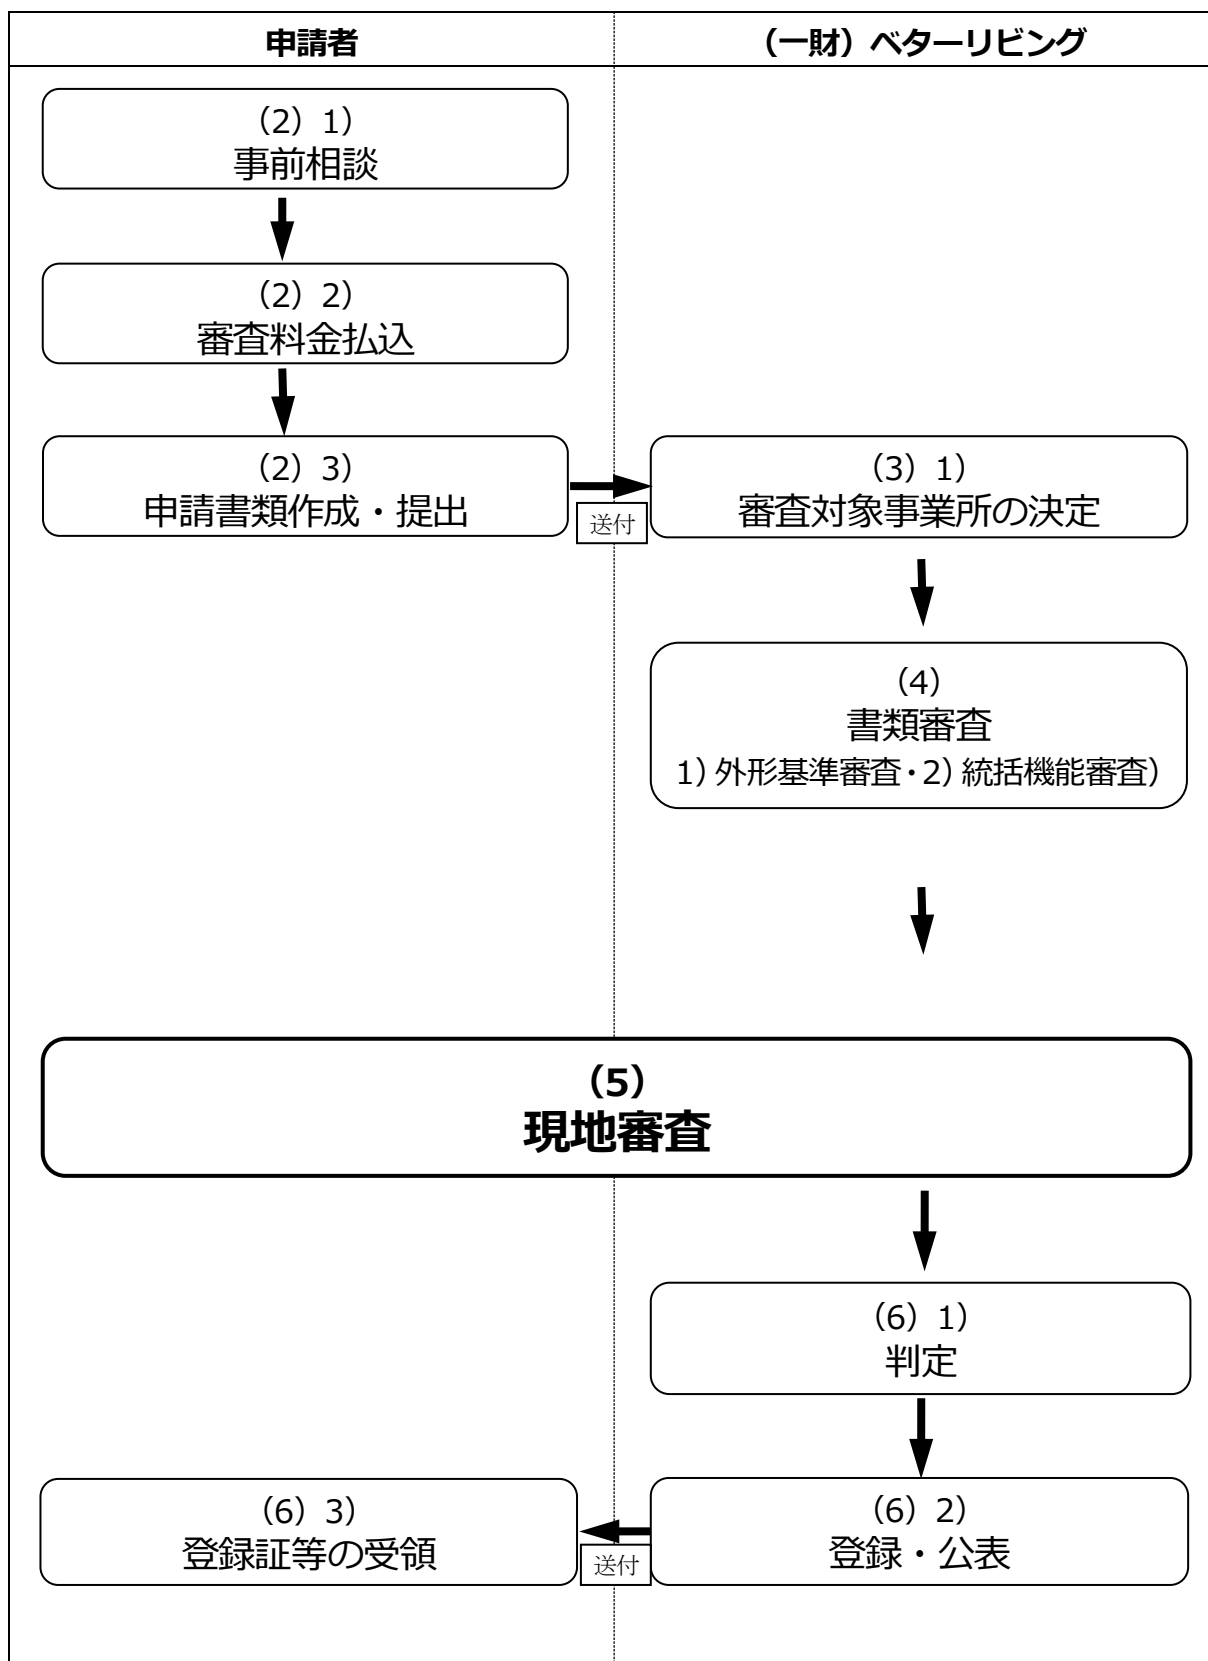 申請者
（一財）ベターリビング
（2）1）
事前相談
（2）2）
審査料金払込
（2）3）
申請書類作成・提出
送付
（3）1）
審査対象事業所の決定
（4）
書類審査
1）外形基準審査・2）統括機能審査）
（5）
現地審査
（6）1）
判定
（6）2）
登録・公表
送付
（6）3）
登録証等の受領